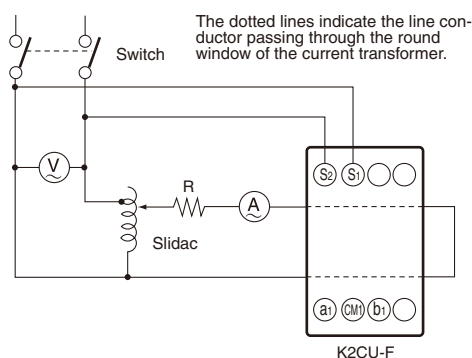 The dotted lines indicate the line con-
ductor passing through the round
window of the current transformer.
Switch
V
S2 S1
R
A
Slidac
a1 CM1 b1
K2CU-F